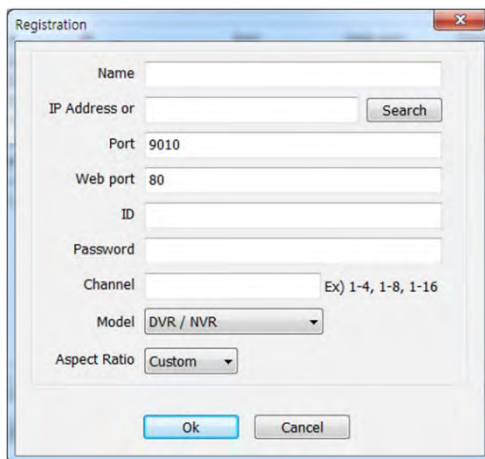 Registration
Name
IP Address or
Search
Port 9010
Web port 80
ID
Password
Channel Ex) 1-4, 1-8, 1-16
Model DVR / NVR
Aspect Ratio Custom
Ok Cancel